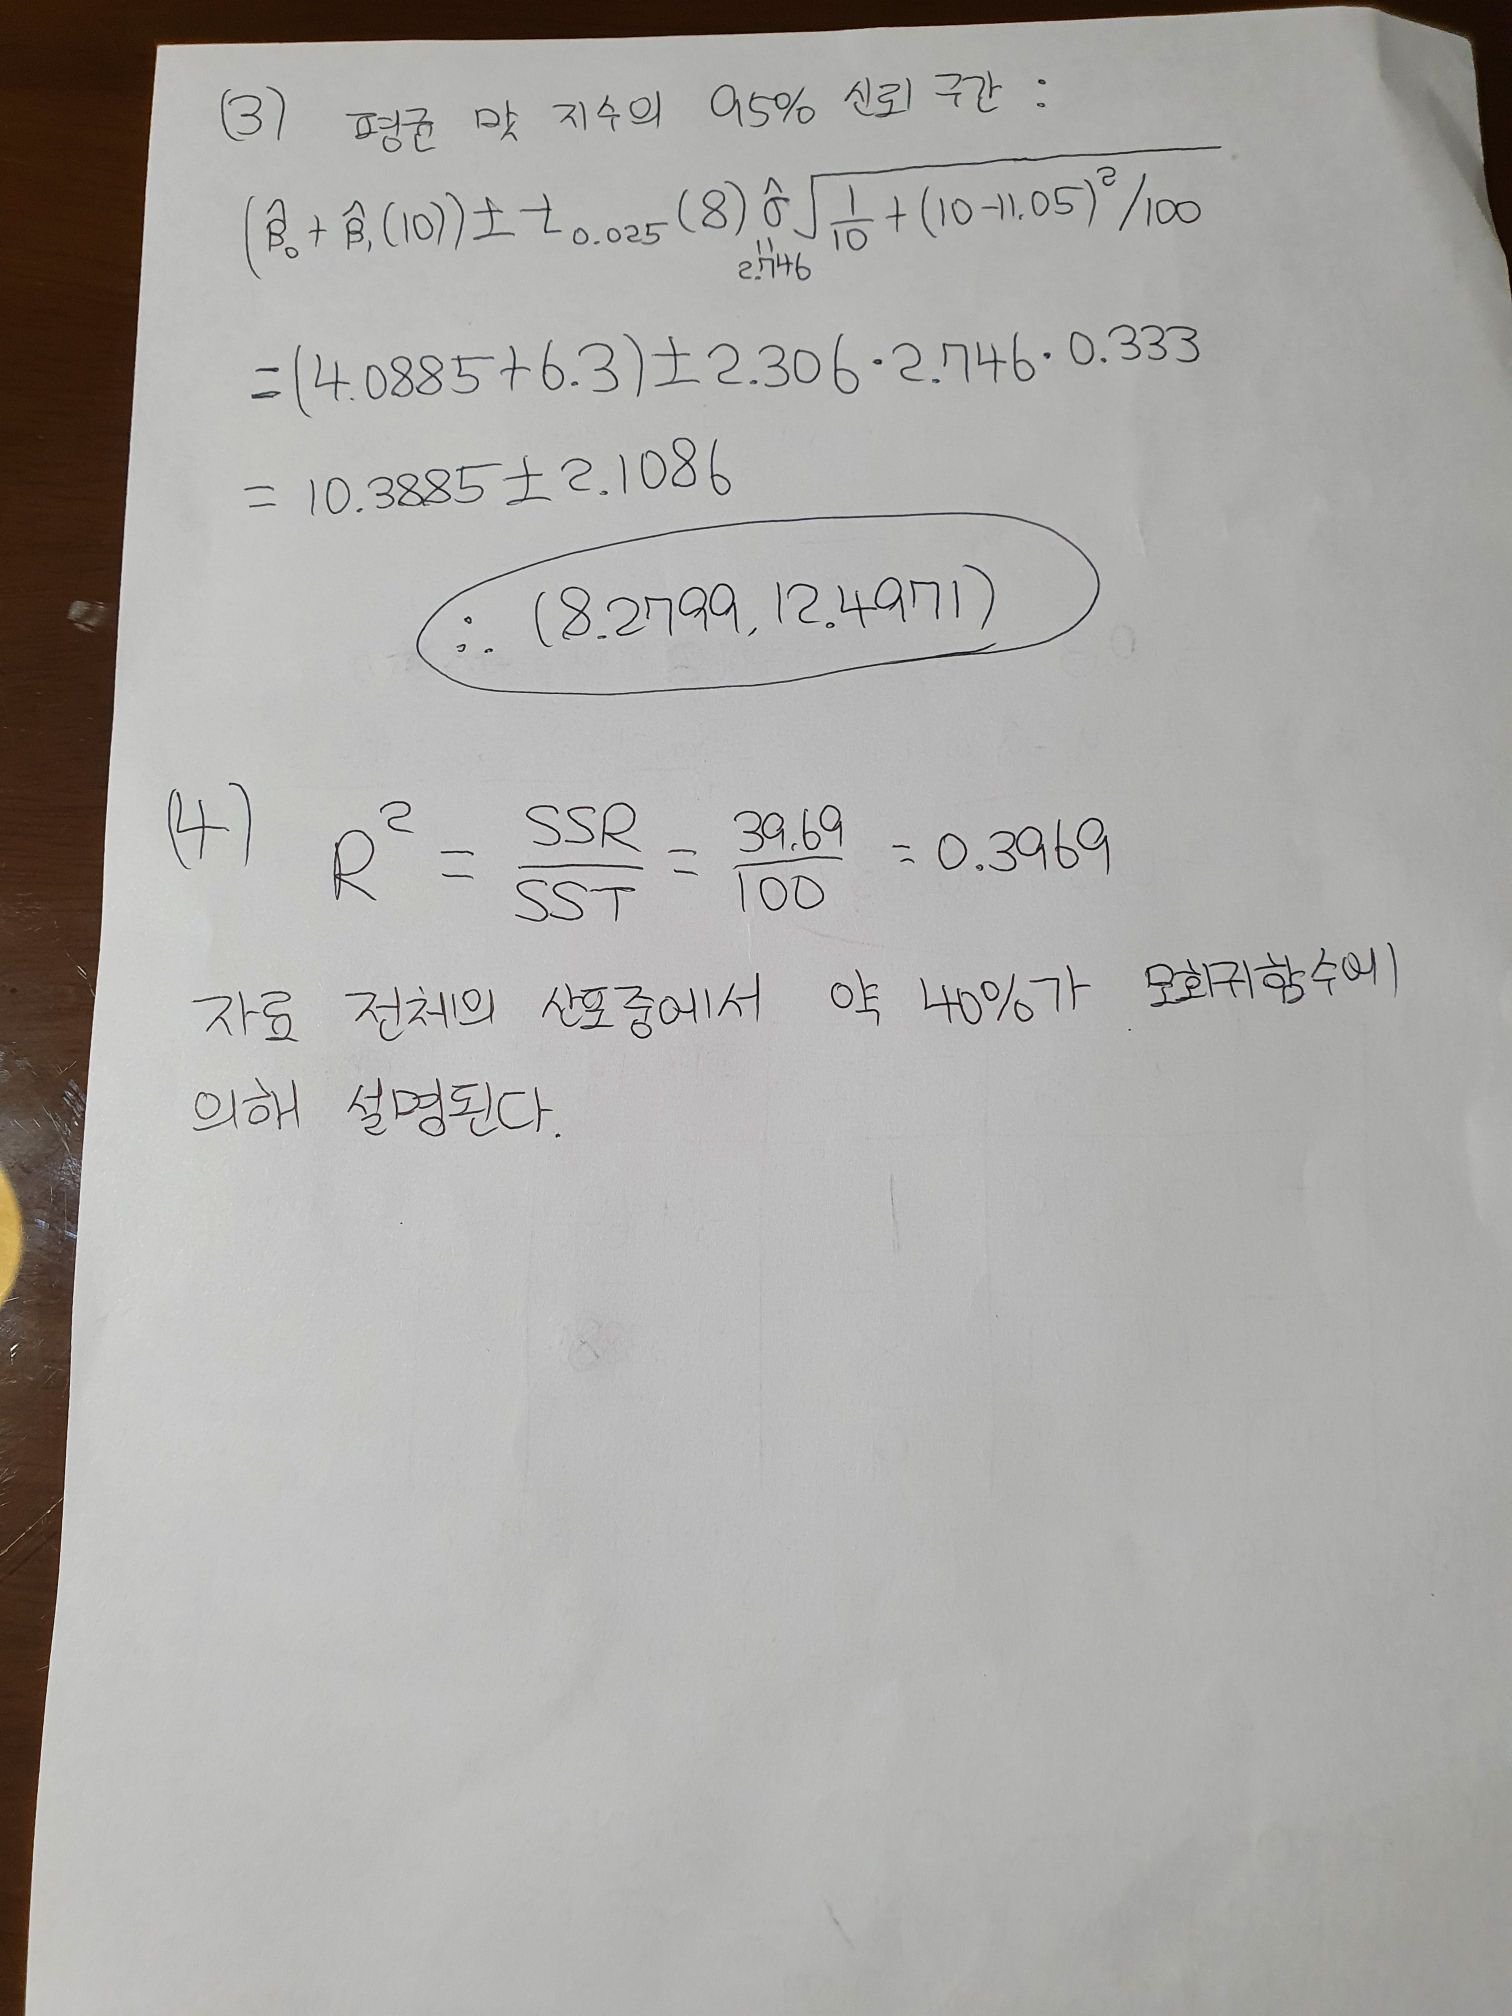 (3) 평균 맛 지수의 95% 신뢰 구간 :
(β̂₀ + β̂₁(10)) ± t₀.₀₂₅(8) σ̂ √(1/10 + (10-11.05)²/100)
"
2.746
= (4.0885+6.3) ± 2.306 · 2.746 · 0.333
= 10.3885 ± 2.1086
∴ (8.2799, 12.4971)
(4) R² = SSR/SST = 39.69/100 = 0.3969
자료 전체의 산포중에서 약 40%가 모회귀함수에
의해 설명된다.